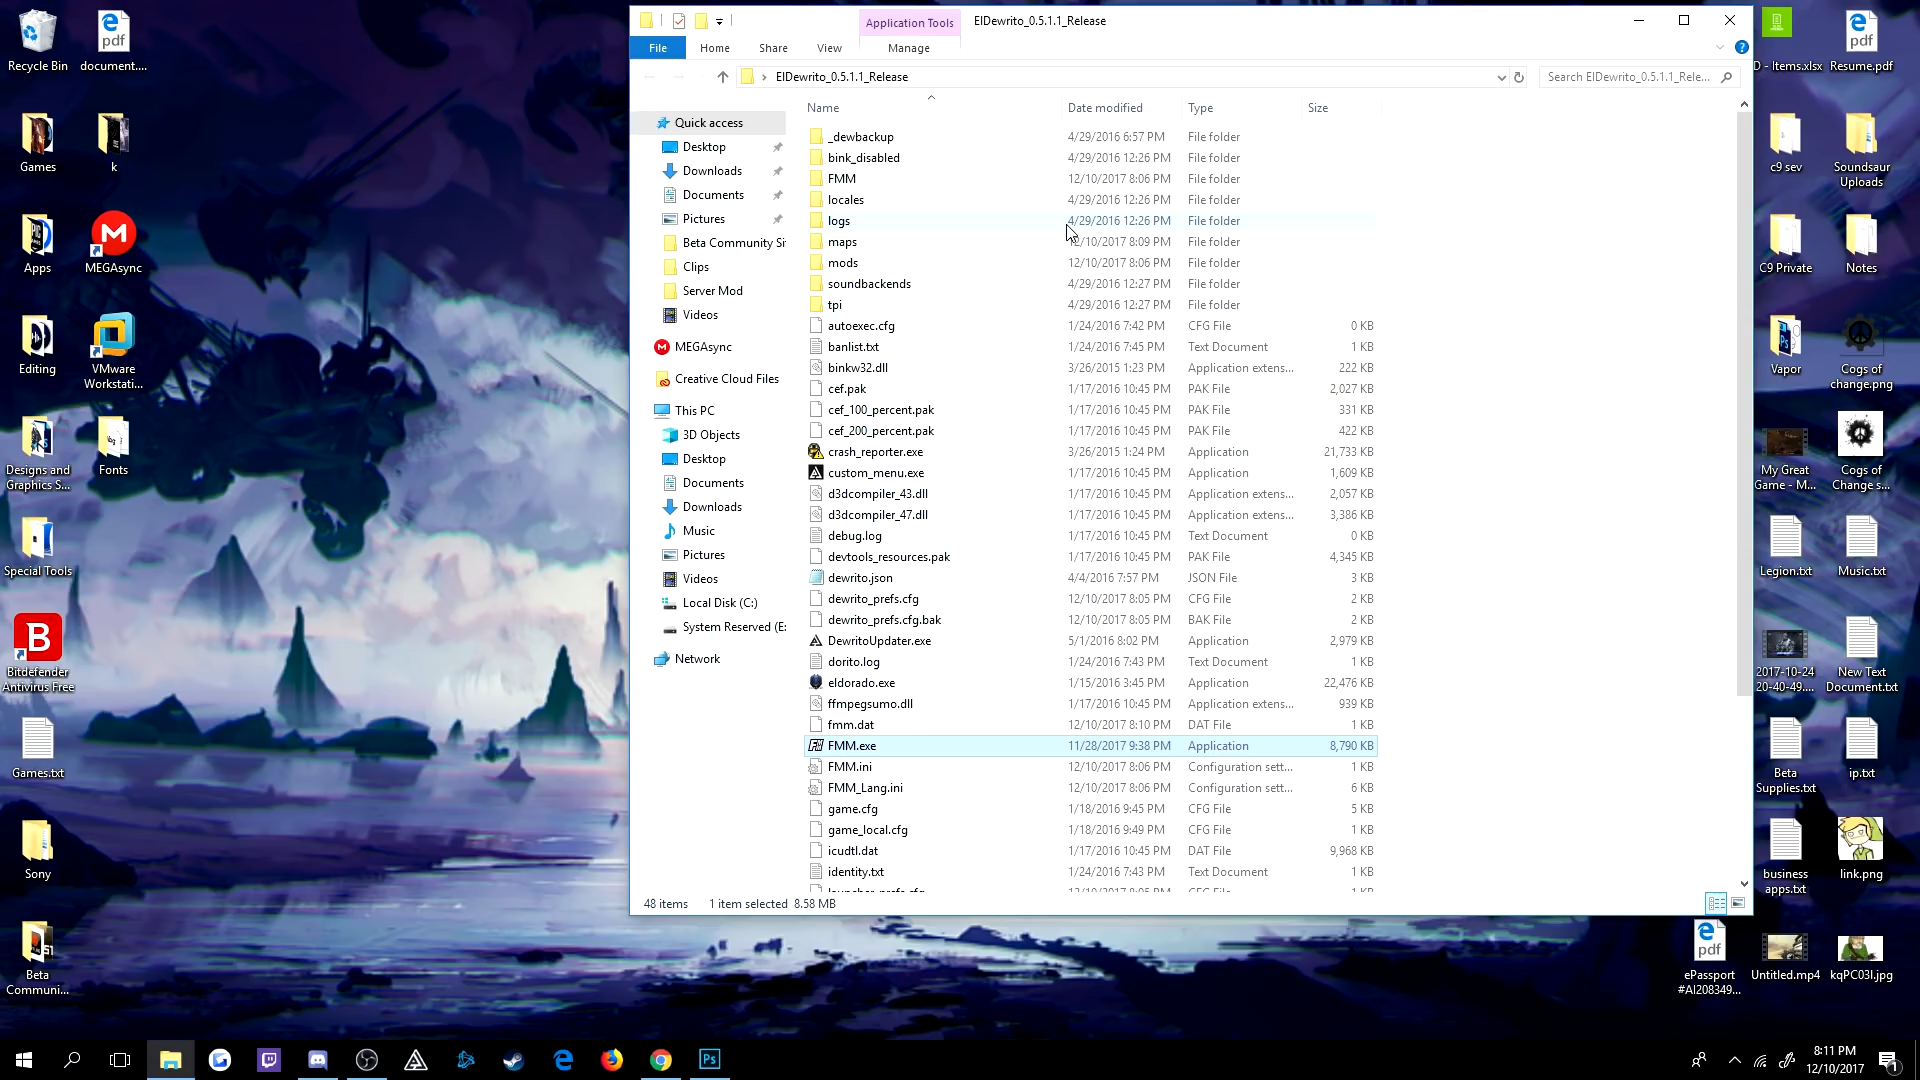 Recycle Bin
document....
Games
k
Apps
MEGAsync
Editing
VMware
Workstati...
Designs and
Graphics S...
Fonts
Special Tools
Bitdefender
Antivirus Free
Games.txt
Sony
Beta
Communi...
Application Tools
ElDewrito_0.5.1.1_Release
File
Home
Share
View
Manage
ElDewrito_0.5.1.1_Release
Search ElDewrito_0.5.1.1_Rele...
Quick access
Desktop
Downloads
Documents
Pictures
Beta Community Si
Clips
Server Mod
Videos
MEGAsync
Creative Cloud Files
This PC
3D Objects
Desktop
Documents
Downloads
Music
Pictures
Videos
Local Disk (C:)
System Reserved (E:
Network
Name Date modified Type Size
_dewbackup 4/29/2016 6:57 PM File folder
bink_disabled 4/29/2016 12:26 PM File folder
FMM 12/10/2017 8:06 PM File folder
locales 4/29/2016 12:26 PM File folder
logs 4/29/2016 12:26 PM File folder
maps 12/10/2017 8:09 PM File folder
mods 12/10/2017 8:06 PM File folder
soundbackends 4/29/2016 12:27 PM File folder
tpi 4/29/2016 12:27 PM File folder
autoexec.cfg 1/24/2016 7:42 PM CFG File 0 KB
banlist.txt 1/24/2016 7:45 PM Text Document 1 KB
binkw32.dll 3/26/2015 1:23 PM Application extens... 222 KB
cef.pak 1/17/2016 10:45 PM PAK File 2,027 KB
cef_100_percent.pak 1/17/2016 10:45 PM PAK File 331 KB
cef_200_percent.pak 1/17/2016 10:45 PM PAK File 422 KB
crash_reporter.exe 3/26/2015 1:24 PM Application 21,733 KB
custom_menu.exe 1/17/2016 10:45 PM Application 1,609 KB
d3dcompiler_43.dll 1/17/2016 10:45 PM Application extens... 2,057 KB
d3dcompiler_47.dll 1/17/2016 10:45 PM Application extens... 3,386 KB
debug.log 1/17/2016 10:45 PM Text Document 0 KB
devtools_resources.pak 1/17/2016 10:45 PM PAK File 4,345 KB
dewrito.json 4/4/2016 7:57 PM JSON File 3 KB
dewrito_prefs.cfg 12/10/2017 8:05 PM CFG File 2 KB
dewrito_prefs.cfg.bak 12/10/2017 8:05 PM BAK File 2 KB
DewritoUpdater.exe 5/1/2016 8:02 PM Application 2,979 KB
dorito.log 1/24/2016 7:43 PM Text Document 1 KB
eldorado.exe 1/15/2016 3:45 PM Application 22,476 KB
ffmpegsumo.dll 1/17/2016 10:45 PM Application extens... 939 KB
fmm.dat 12/10/2017 8:10 PM DAT File 1 KB
FMM.exe 11/28/2017 9:38 PM Application 8,790 KB
FMM.ini 12/10/2017 8:06 PM Configuration sett... 1 KB
FMM_Lang.ini 12/10/2017 8:06 PM Configuration sett... 6 KB
game.cfg 1/18/2016 9:45 PM CFG File 5 KB
game_local.cfg 1/18/2016 9:49 PM CFG File 1 KB
icudtl.dat 1/17/2016 10:45 PM DAT File 9,968 KB
identity.txt 1/24/2016 7:43 PM Text Document 1 KB
48 items 1 item selected 8.58 MB
D - Items.xlsx
Resume.pdf
c9 sev
Soundsaur
Uploads
C9 Private
Notes
Vapor
Cogs of
change.png
My Great
Game - M...
Cogs of
Change s...
Legion.txt
Music.txt
2017-10-24
20-40-49....
New Text
Document.txt
Beta
Supplies.txt
ip.txt
business
apps.txt
link.png
ePassport
#AI208349...
Untitled.mp4
kqPC03l.jpg
8:11 PM
12/10/2017